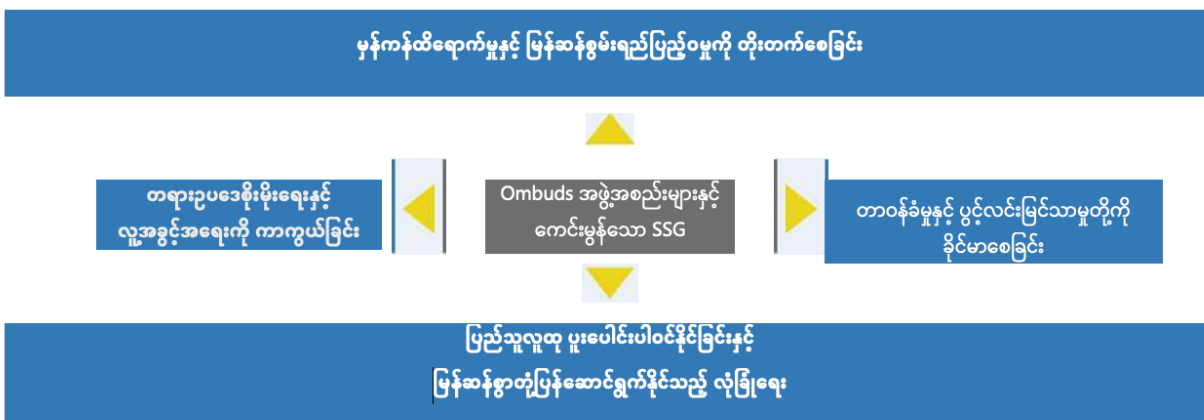 မှန်ကန်ထိရောက်မှုနှင့် မြန်ဆန်စွမ်းရည်ပြည့်ဝမှုကို တိုးတက်စေခြင်း
တရားဥပဒေစိုးမိုးရေးနှင့်
လူ့အခွင့်အရေးကို ကာကွယ်ခြင်း
Ombuds အဖွဲ့အစည်းများနှင့်
ကောင်းမွန်သော SSG
တာဝန်ခံမှုနှင့် ပွင့်လင်းမြင်သာမှုတို့ကို
ခိုင်မာစေခြင်း
ပြည်သူလူထု ပူးပေါင်းပါဝင်နိုင်ခြင်းနှင့်
မြန်ဆန်စွာတုံ့ပြန်ဆောင်ရွက်နိုင်သည့် လုံခြုံရေး